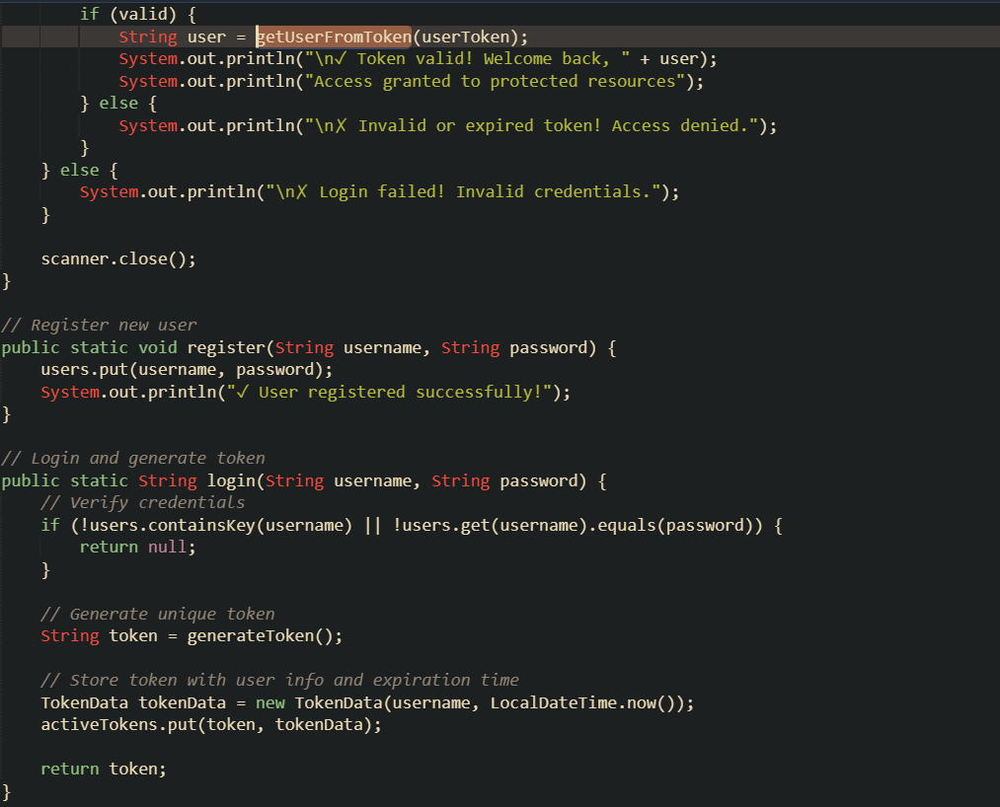 if (valid) {
            String user = getUserFromToken(userToken);
            System.out.println("\n✓ Token valid! Welcome back, " + user);
            System.out.println("Access granted to protected resources");
        } else {
            System.out.println("\n✗ Invalid or expired token! Access denied.");
        }
    } else {
        System.out.println("\n✗ Login failed! Invalid credentials.");
    }

    scanner.close();
}

// Register new user
public static void register(String username, String password) {
    users.put(username, password);
    System.out.println("✓ User registered successfully!");
}

// Login and generate token
public static String login(String username, String password) {
    // Verify credentials
    if (!users.containsKey(username) || !users.get(username).equals(password)) {
        return null;
    }

    // Generate unique token
    String token = generateToken();

    // Store token with user info and expiration time
    TokenData tokenData = new TokenData(username, LocalDateTime.now());
    activeTokens.put(token, tokenData);

    return token;
}